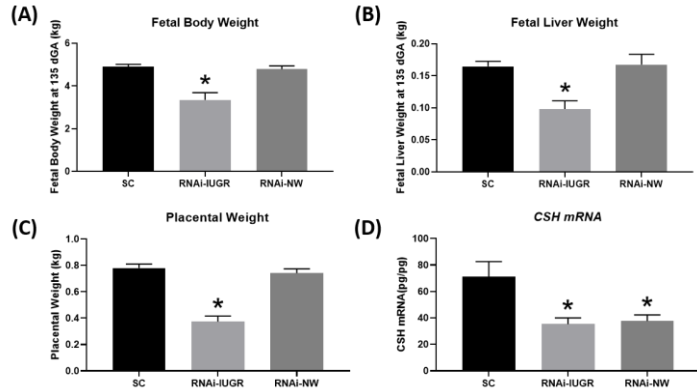 (A)
Fetal Body Weight
Fetal Body Weight at 135 dGA (kg)
6
4
2
0
*
SC
RNAi-IUGR
RNAi-NW
(B)
Fetal Liver Weight
Fetal Liver Weight at 135 dGA (kg)
0.20
0.15
0.10
0.05
0.00
*
SC
RNAi-IUGR
RNAi-NW
(C)
Placental Weight
Placental Weight (kg)
1.0
0.8
0.6
0.4
0.2
0.0
*
SC
RNAi-IUGR
RNAi-NW
(D)
CSH mRNA
CSH mRNA(pg/pg)
100
80
60
40
20
0
*
*
SC
RNAi-IUGR
RNAi-NW